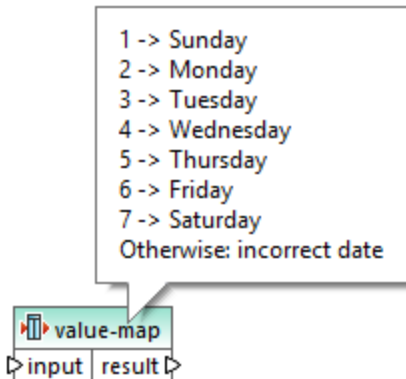 1 -> Sunday
2 -> Monday
3 -> Tuesday
4 -> Wednesday
5 -> Thursday
6 -> Friday
7 -> Saturday
Otherwise: incorrect date
value-map
input result